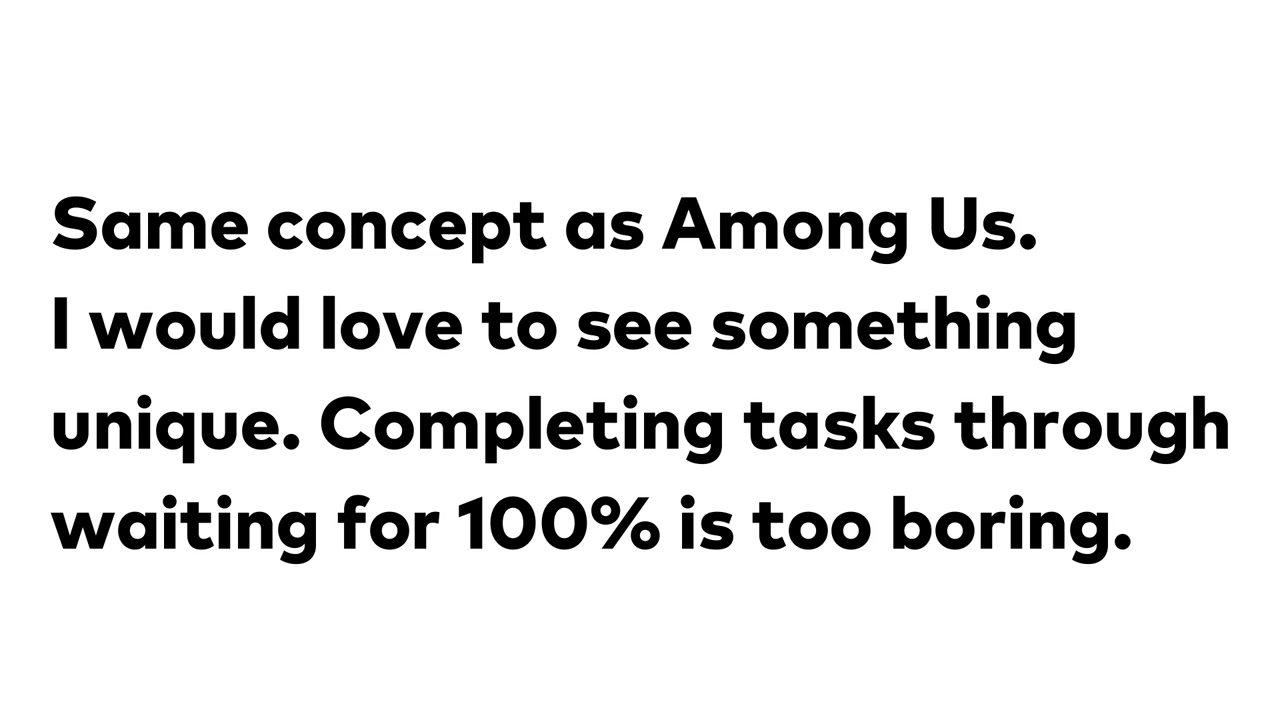 Same concept as Among Us.
I would love to see something
unique. Completing tasks through
waiting for 100% is too boring.